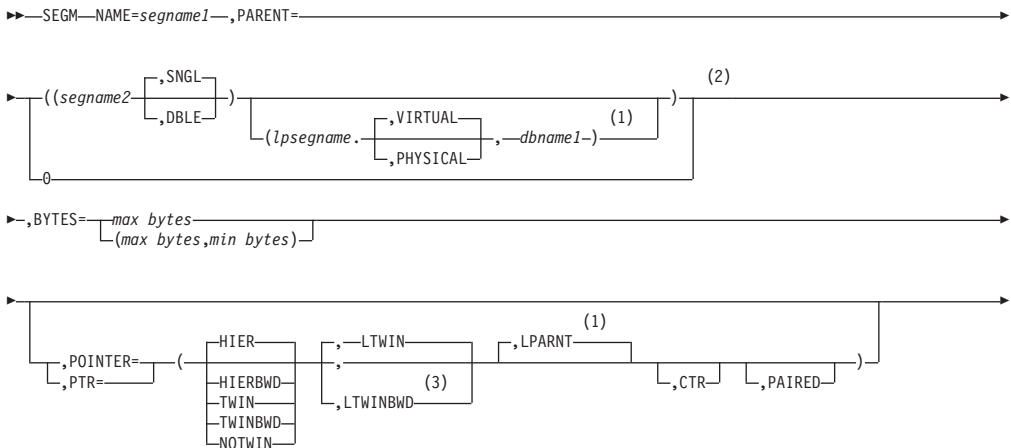 SEGM NAME=segname1 ,PARENT=
,SNGL (2)
((segname2 ) )
,DBLE ,VIRTUAL (1)
(lpsegname. , dbname1 )
,PHYSICAL
0
,BYTES= max bytes
(max bytes,min bytes)
(1)
HIER , LTWIN ,LPARNT
,POINTER= ( , )
,PTR= HIERBWD (3) ,CTR ,PAIRED
TWIN ,LTWINBWD
TWINBWD
NOTWIN